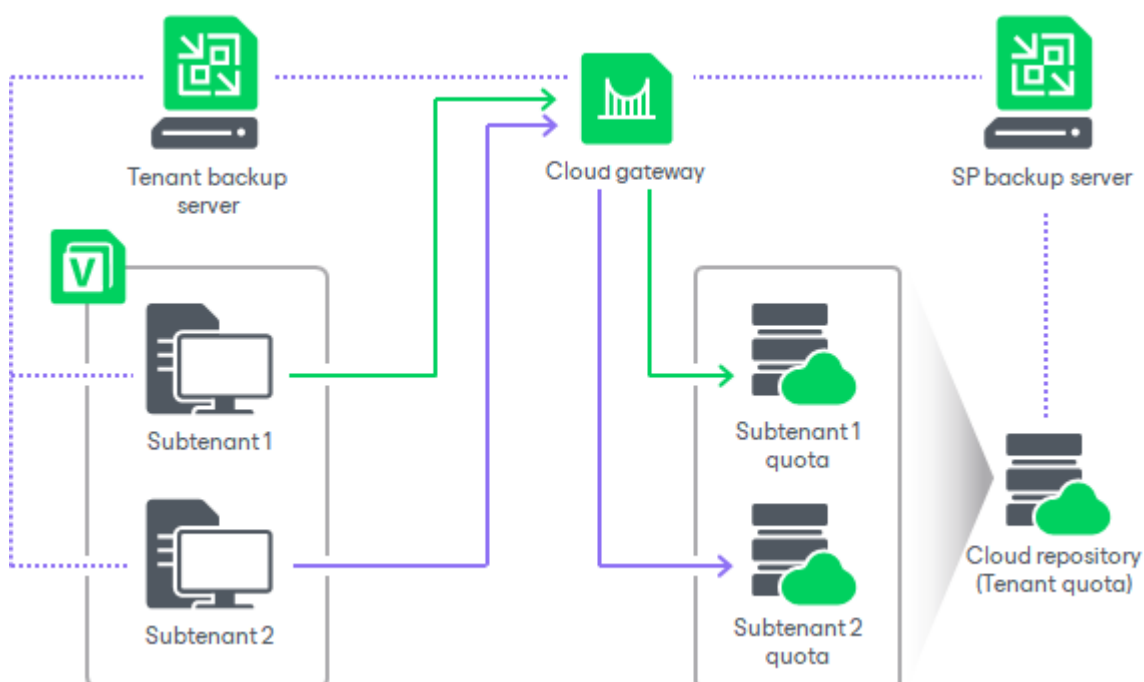 Tenant backup
server
Cloud gateway
SP backup server
V
Subtenant 1
Subtenant 2
Subtenant 1
quota
Subtenant 2
quota
Cloud repository
(Tenant quota)